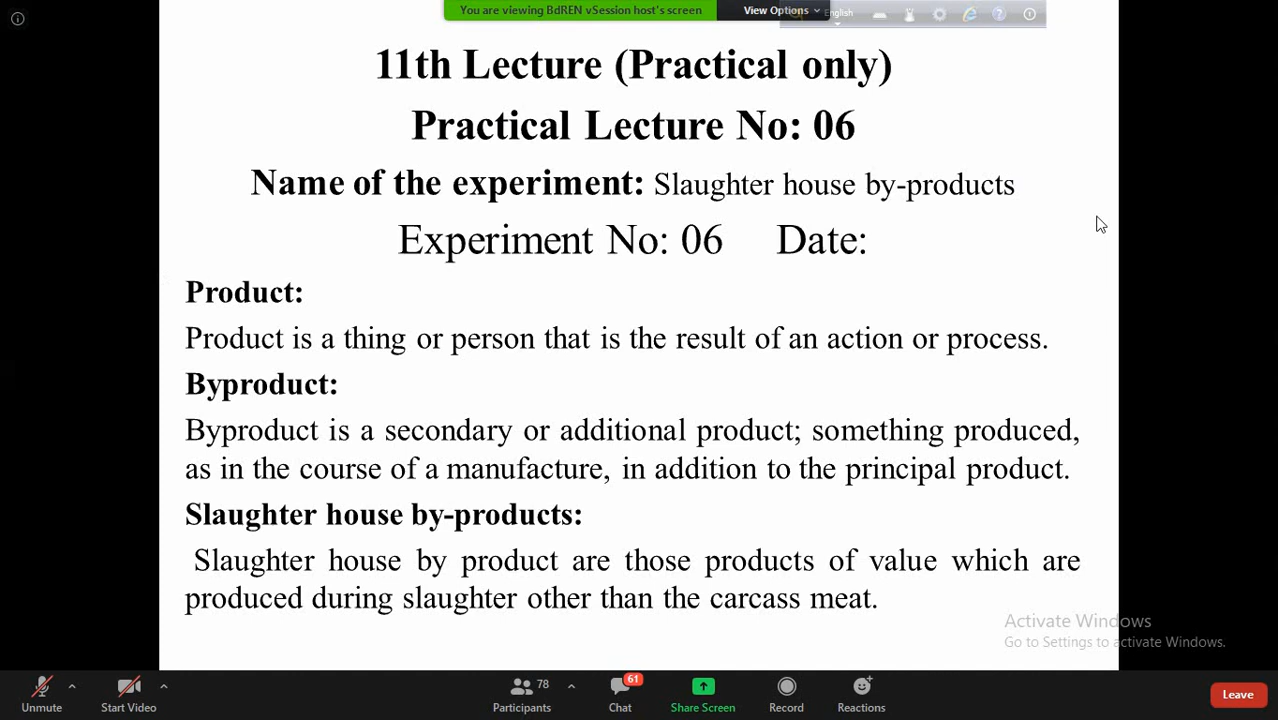 You are viewing BdREN vSession host's screen
View Options
English
11th Lecture (Practical only)
Practical Lecture No: 06
Name of the experiment: Slaughter house by-products
Experiment No: 06 Date:
Product:
Product is a thing or person that is the result of an action or process.
Byproduct:
Byproduct is a secondary or additional product; something produced,
as in the course of a manufacture, in addition to the principal product.
Slaughter house by-products:
Slaughter house by product are those products of value which are
produced during slaughter other than the carcass meat.
Activate Windows
Go to Settings to activate Windows.
78
61
Unmute
Start Video
Participants
Chat
Share Screen
Record
Reactions
Leave